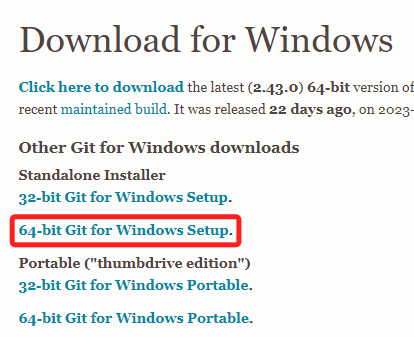 Download for Windows
Click here to download the latest (2.43.0) 64-bit version of
recent maintained build. It was released 22 days ago, on 2023-
Other Git for Windows downloads
Standalone Installer
32-bit Git for Windows Setup.
64-bit Git for Windows Setup.
Portable ("thumbdrive edition")
32-bit Git for Windows Portable.
64-bit Git for Windows Portable.